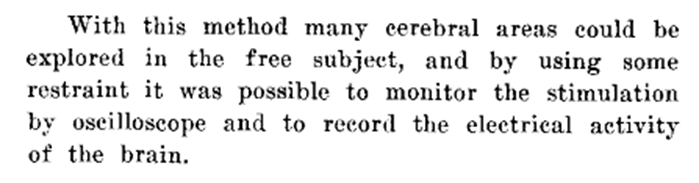 With this method many cerebral areas could be
explored in the free subject, and by using some
restraint it was possible to monitor the stimulation
by oscilloscope and to record the electrical activity
of the brain.